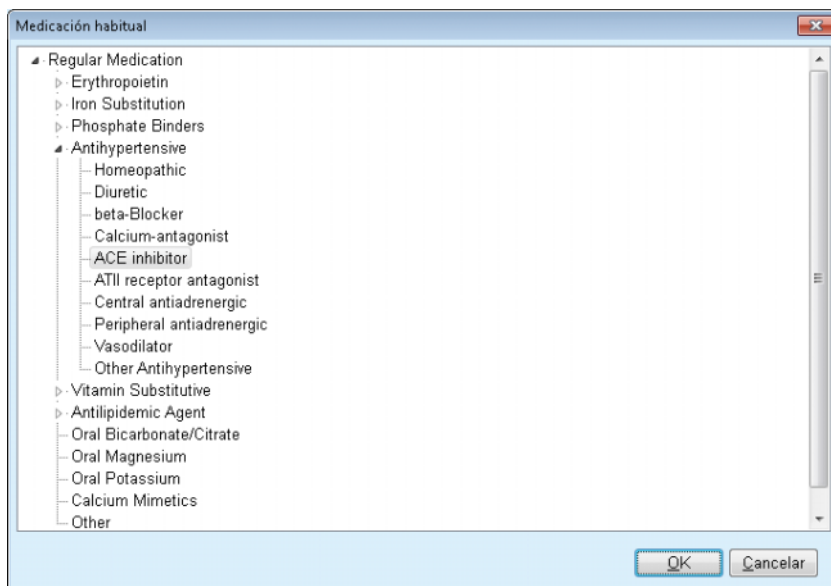 Medicación habitual
Regular Medication
Erythropoietin
Iron Substitution
Phosphate Binders
Antihypertensive
Homeopathic
Diuretic
beta-Blocker
Calcium-antagonist
ACE inhibitor
ATII receptor antagonist
Central antiadrenergic
Peripheral antiadrenergic
Vasodilator
Other Antihypertensive
Vitamin Substitutive
Antilipidemic Agent
Oral Bicarbonate/Citrate
Oral Magnesium
Oral Potassium
Calcium Mimetics
Other
OK Cancelar